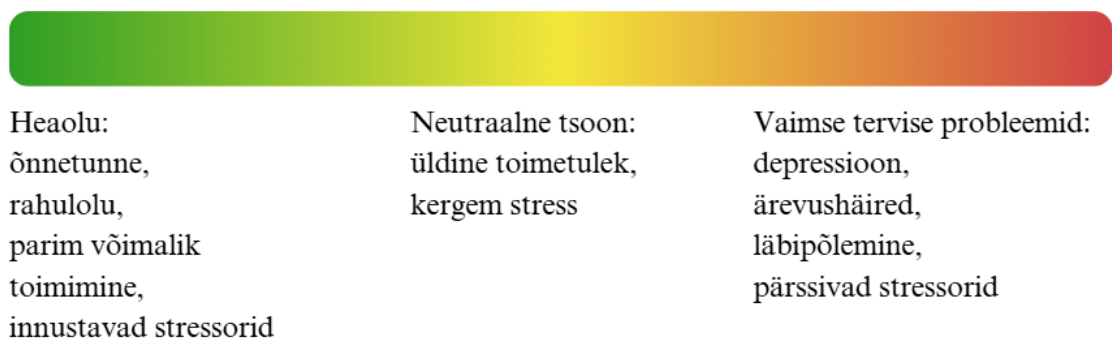 Heaolu:
õnnetunne,
rahulolu,
parim võimalik
toimimine,
innustavad stressorid
Neutraalne tsoon:
üldine toimetulek,
kergem stress
Vaimse tervise probleemid:
depressioon,
ärevushäired,
läbipõlemine,
pärssivad stressorid